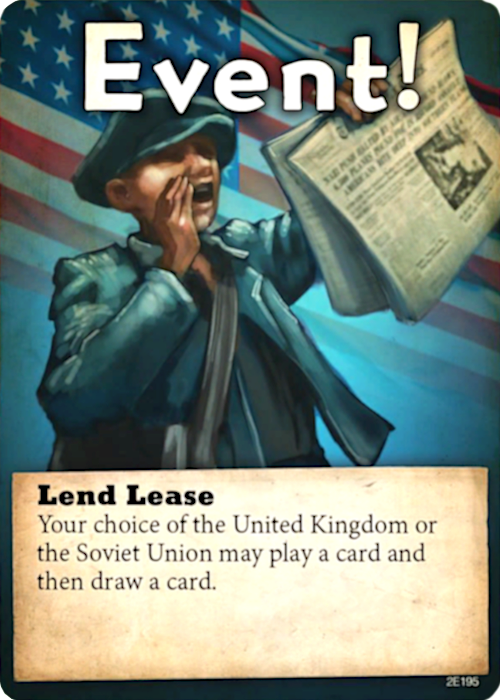 Event!
Lend Lease
Your choice of the United Kingdom or
the Soviet Union may play a card and
then draw a card.
2E195